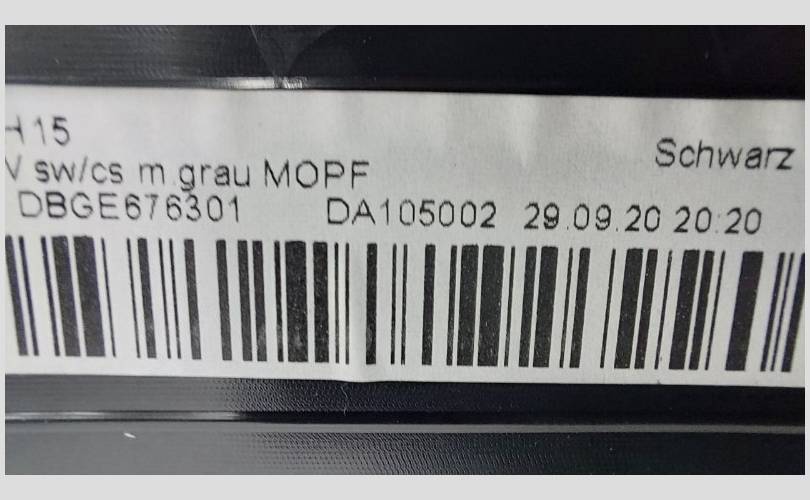 H15
Schwarz
V sw/cs m.grau MOPF
DBGE676301 DA105002 29.09.20 20:20